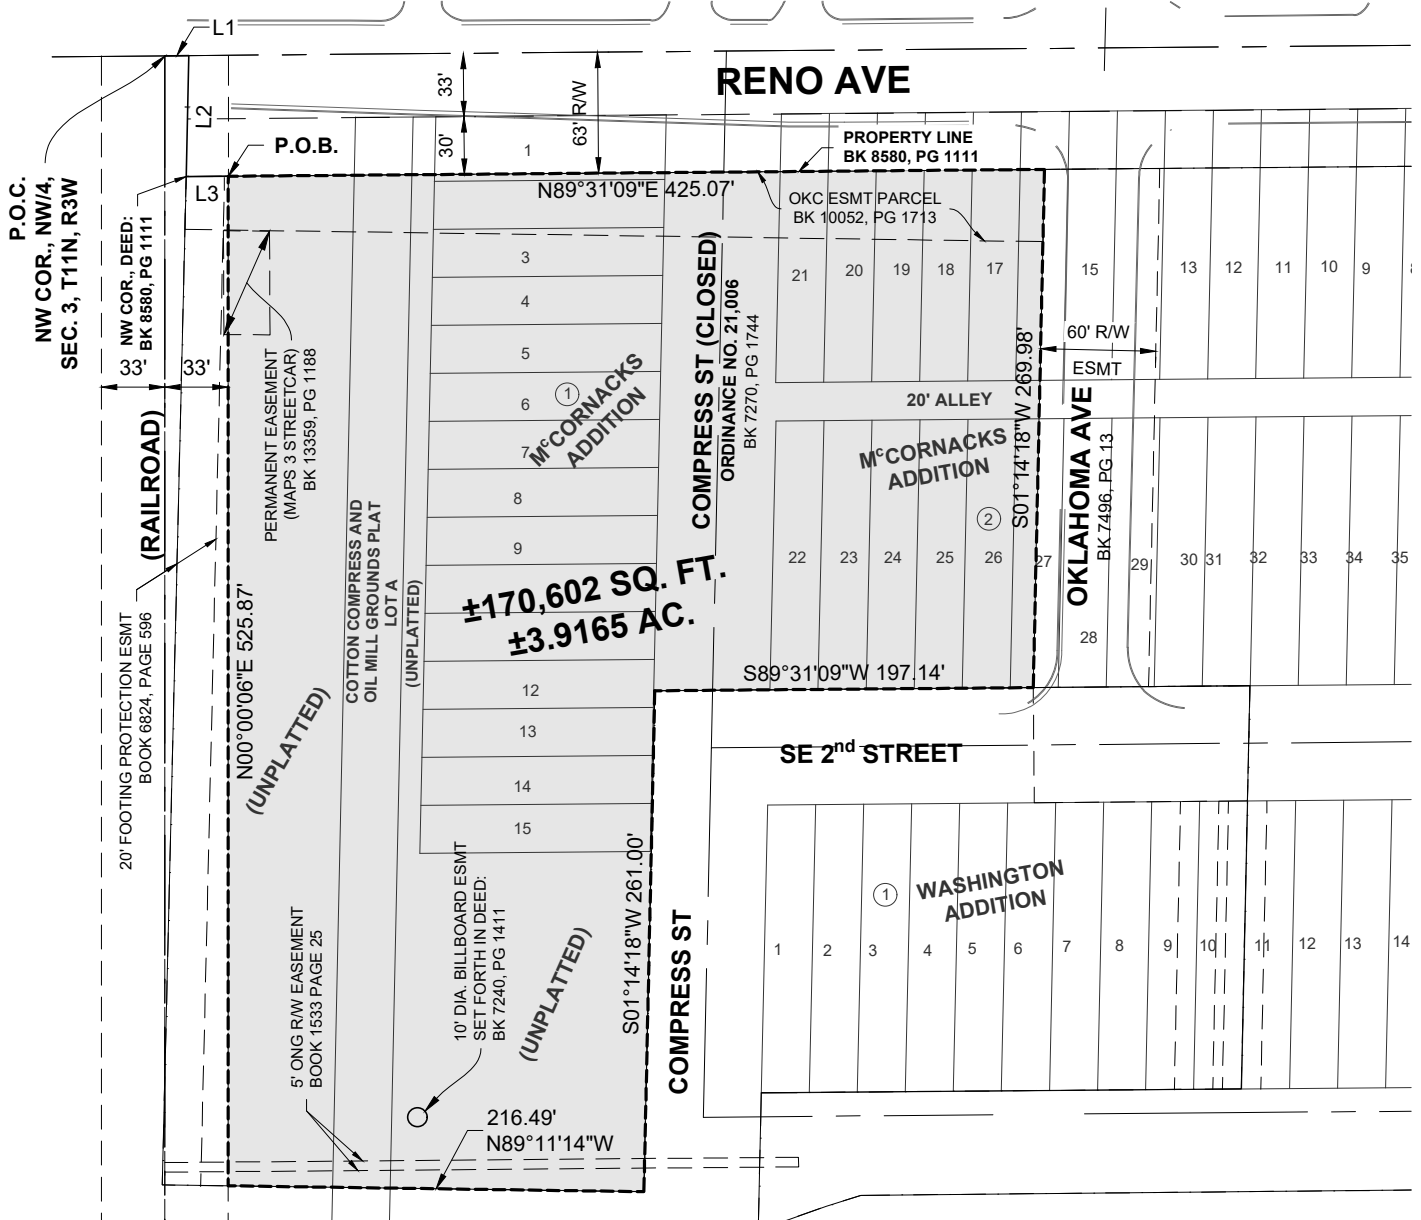 L1
RENO AVE
33'
63' R/W
L2
30'
1
P.O.B.
PROPERTY LINE
BK 8580, PG 1111
P.O.C.
NW COR., NW/4,
SEC. 3, T11N, R3W
NW COR., DEED:
BK 8580, PG 1111
L3
N89°31'09"E 425.07'
OKC ESMT PARCEL
BK 10052, PG 1713
3
4
5
6
7
8
9
12
13
14
15
21
20
19
18
17
15
13
12
11
10
9
60' R/W
ESMT
33'
33'
PERMANENT EASEMENT
(MAPS 3 STREETCAR)
BK 13359, PG 1188
1
MᶜCORNACKS
ADDITION
COMPRESS ST (CLOSED)
ORDINANCE NO. 21,006
BK 7270, PG 1744
20' ALLEY
MᶜCORNACKS
ADDITION
2
S01°14'18"W 269.98'
OKLAHOMA AVE
BK 7496, PG 13
(RAILROAD)
COTTON COMPRESS AND
OIL MILL GROUNDS PLAT
LOT A
(UNPLATTED)
22
23
24
25
26
27
28
29
30
31
32
33
34
35
±170,602 SQ. FT.
±3.9165 AC.
20' FOOTING PROTECTION ESMT
BOOK 6824, PAGE 596
N00°00'06"E 525.87'
(UNPLATTED)
S89°31'09"W 197.14'
SE 2nd STREET
S01°14'18"W 261.00'
COMPRESS ST
1
WASHINGTON
ADDITION
1
2
3
4
5
6
7
8
9
10
11
12
13
14
5' ONG R/W EASEMENT
BOOK 1533 PAGE 25
10' DIA. BILLBOARD ESMT
SET FORTH IN DEED:
BK 7240, PG 1411
(UNPLATTED)
216.49'
N89°11'14"W